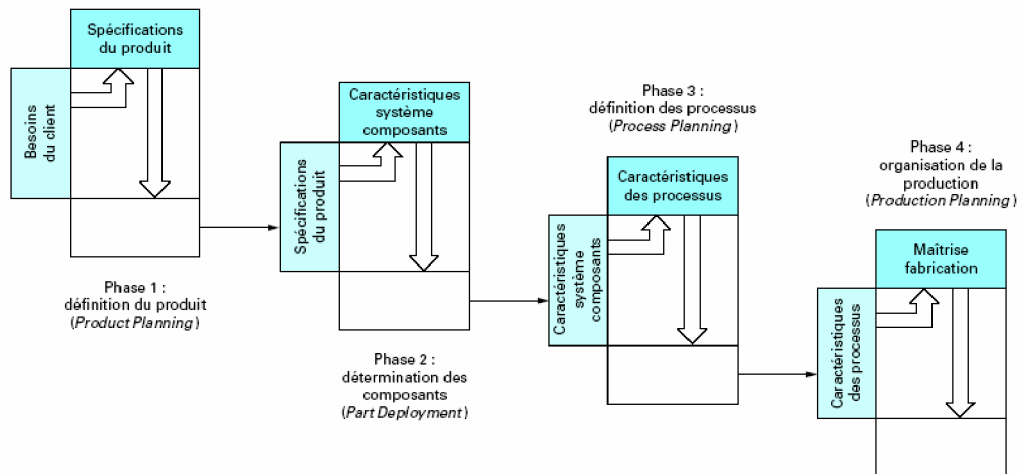 Spécifications
du produit
Besoins
du client
Phase 1 :
définition du produit
(Product Planning)
Caractéristiques
système
composants
Spécifications
du produit
Phase 2 :
détermination des
composants
(Part Deployment)
Phase 3 :
définition des processus
(Process Planning)
Caractéristiques
des processus
Caractéristiques
système
composants
Phase 4 :
organisation de la
production
(Production Planning)
Maîtrise
fabrication
Caractéristiques
des processus